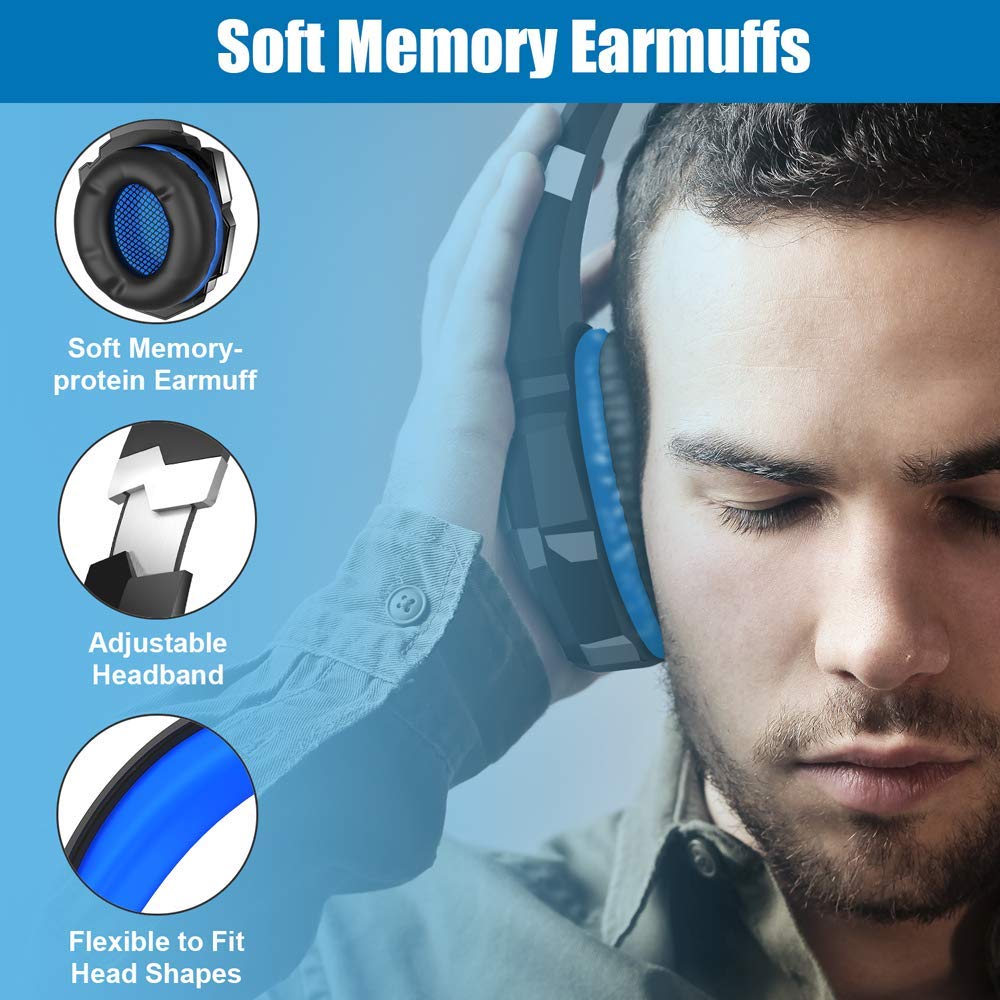 Soft Memory Earmuffs
Soft Memory-
protein Earmuff
Adjustable
Headband
Flexible to Fit
Head Shapes